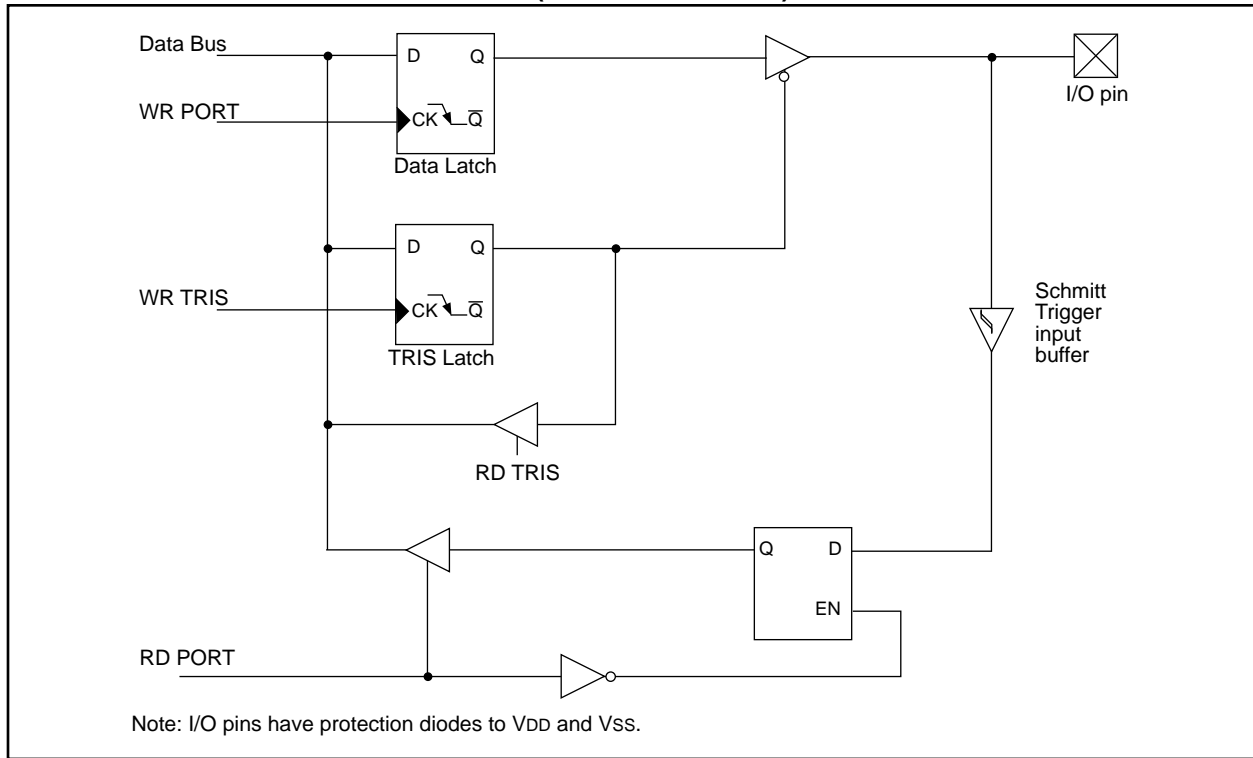 Data Bus
D Q
I/O pin
WR PORT
CK Q̅
Data Latch
D Q
WR TRIS
CK Q̅
TRIS Latch
Schmitt
Trigger
input
buffer
RD TRIS
Q D
EN
RD PORT
Note: I/O pins have protection diodes to VDD and VSS.